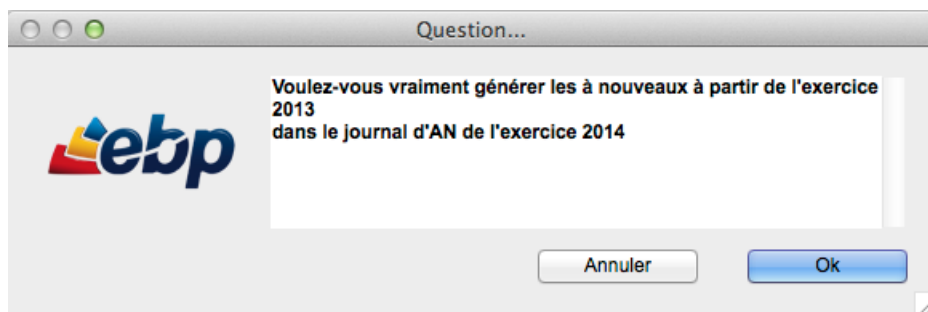 Question...
Voulez-vous vraiment générer les à nouveaux à partir de l'exercice
2013
dans le journal d'AN de l'exercice 2014
ebp
Annuler
Ok